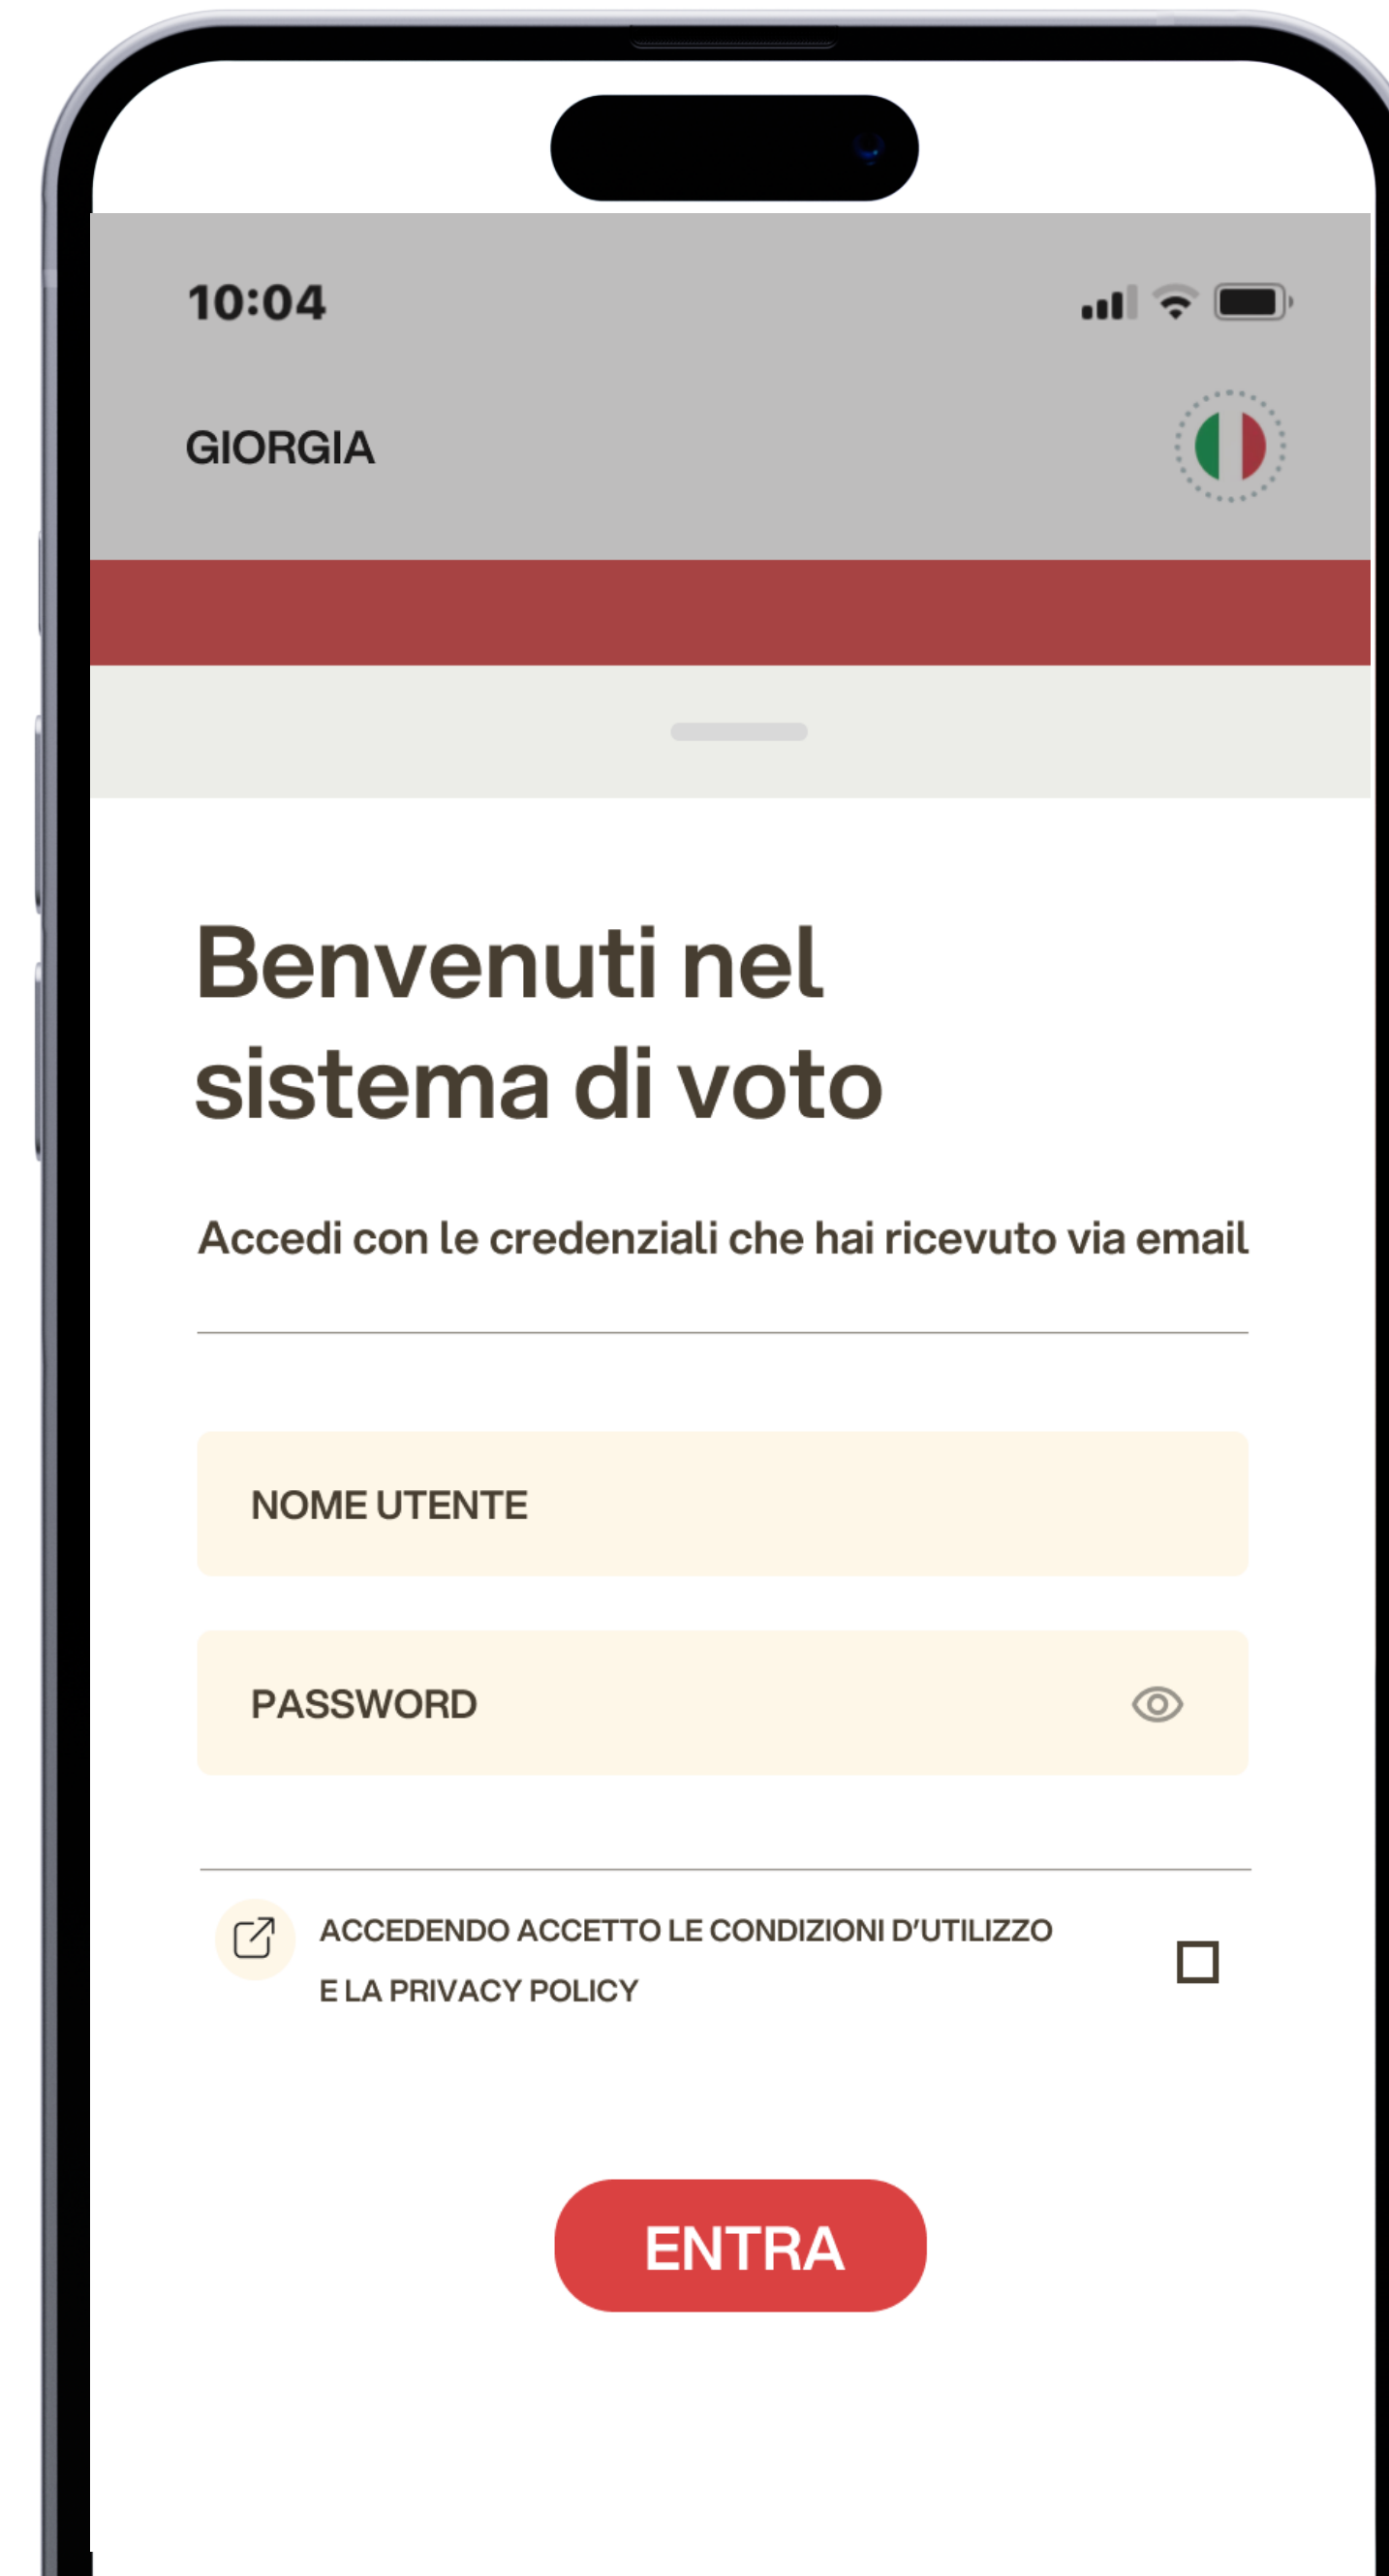 10:04
GIORGIA
Benvenuti nel
sistema di voto
Accedi con le credenziali che hai ricevuto via email
NOME UTENTE
PASSWORD
ACCEDENDO ACCETTO LE CONDIZIONI D’UTILIZZO
E LA PRIVACY POLICY
ENTRA